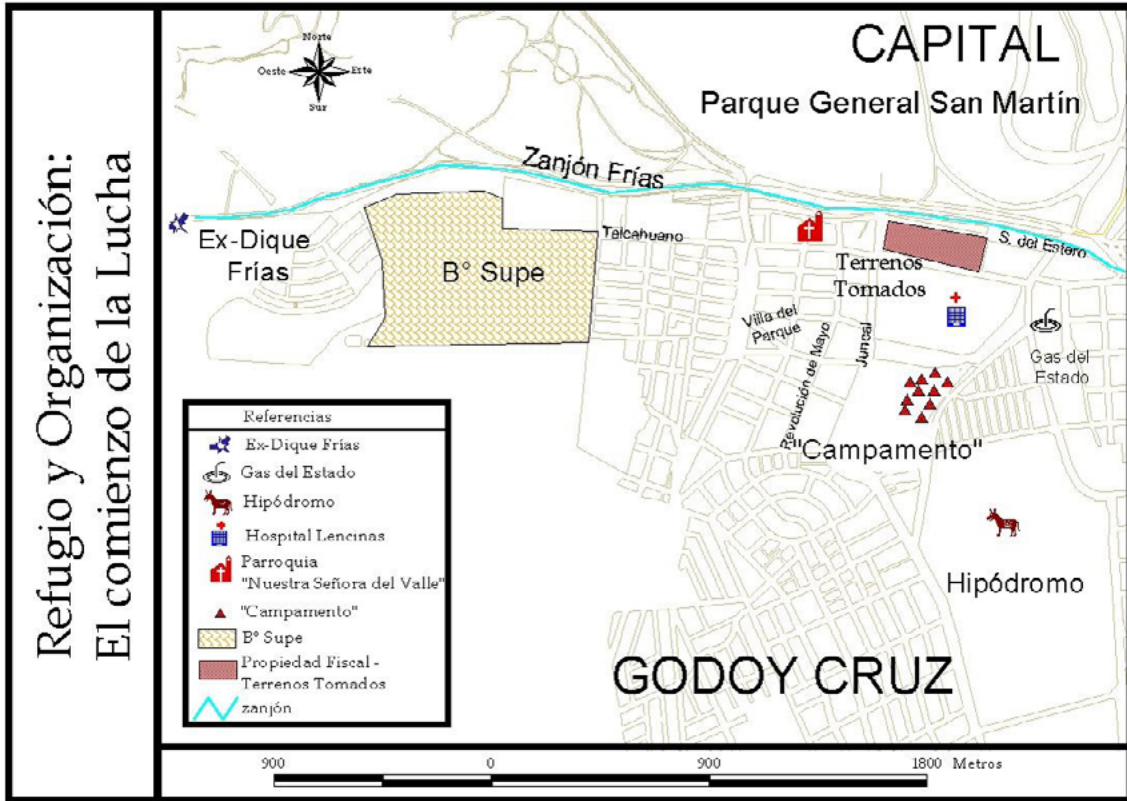 Refugio y Organización:
El comienzo de la Lucha
Norte
Oeste
Este
Sur
CAPITAL
Parque General San Martín
Zanjón Frías
Ex-Dique
Frías
B° Supe
Talcahuano
S. del Estero
Terrenos
Tomados
Villa del
Parque
Revolución de Mayo
Juncal
Gas del
Estado
"Campamento"
Hipódromo
GODOY CRUZ
Referencias
Ex-Dique Frías
Gas del Estado
Hipódromo
Hospital Lencinas
Parroquia
"Nuestra Señora del Valle"
"Campamento"
B° Supe
Propiedad Fiscal -
Terrenos Tomados
zanjón
900 0 900 1800 Metros